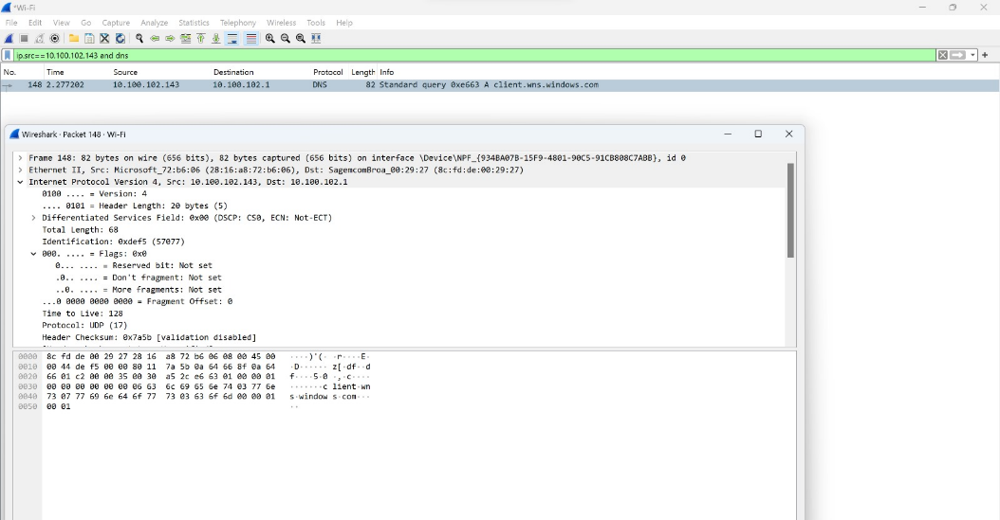 *Wi-Fi
File Edit View Go Capture Analyze Statistics Telephony Wireless Tools Help
ip.src==10.100.102.143 and dns
No. Time Source Destination Protocol Length Info
148 2.277202 10.100.102.143 10.100.102.1 DNS 82 Standard query 0xe663 A client.wns.windows.com
Wireshark · Packet 148 · Wi-Fi
Frame 148: 82 bytes on wire (656 bits), 82 bytes captured (656 bits) on interface \Device\NPF_{934BA07B-15F9-4801-90C5-91CB808C7ABB}, id 0
Ethernet II, Src: Microsoft_72:b6:06 (28:16:a8:72:b6:06), Dst: SagemcomBroa_00:29:27 (8c:fd:de:00:29:27)
Internet Protocol Version 4, Src: 10.100.102.143, Dst: 10.100.102.1
0100 .... = Version: 4
.... 0101 = Header Length: 20 bytes (5)
Differentiated Services Field: 0x00 (DSCP: CS0, ECN: Not-ECT)
Total Length: 68
Identification: 0xdef5 (57077)
000. .... = Flags: 0x0
0... .... = Reserved bit: Not set
.0.. .... = Don't fragment: Not set
..0. .... = More fragments: Not set
...0 0000 0000 0000 = Fragment Offset: 0
Time to Live: 128
Protocol: UDP (17)
Header Checksum: 0x7a5b [validation disabled]
0000 8c fd de 00 29 27 28 16 a8 72 b6 06 08 00 45 00 ····)'(· ·r····E·
0010 00 44 de f5 00 00 80 11 7a 5b 0a 64 66 8f 0a 64 ·D······ z[·df··d
0020 66 01 c2 00 00 35 00 30 a5 2c e6 63 01 00 00 01 f····5·0 ·,·c····
0030 00 00 00 00 00 00 06 63 6c 69 65 6e 74 03 77 6e ·······c lient·wn
0040 73 07 77 69 6e 64 6f 77 73 03 63 6f 6d 00 00 01 s·window s·com···
0050 00 01 ··